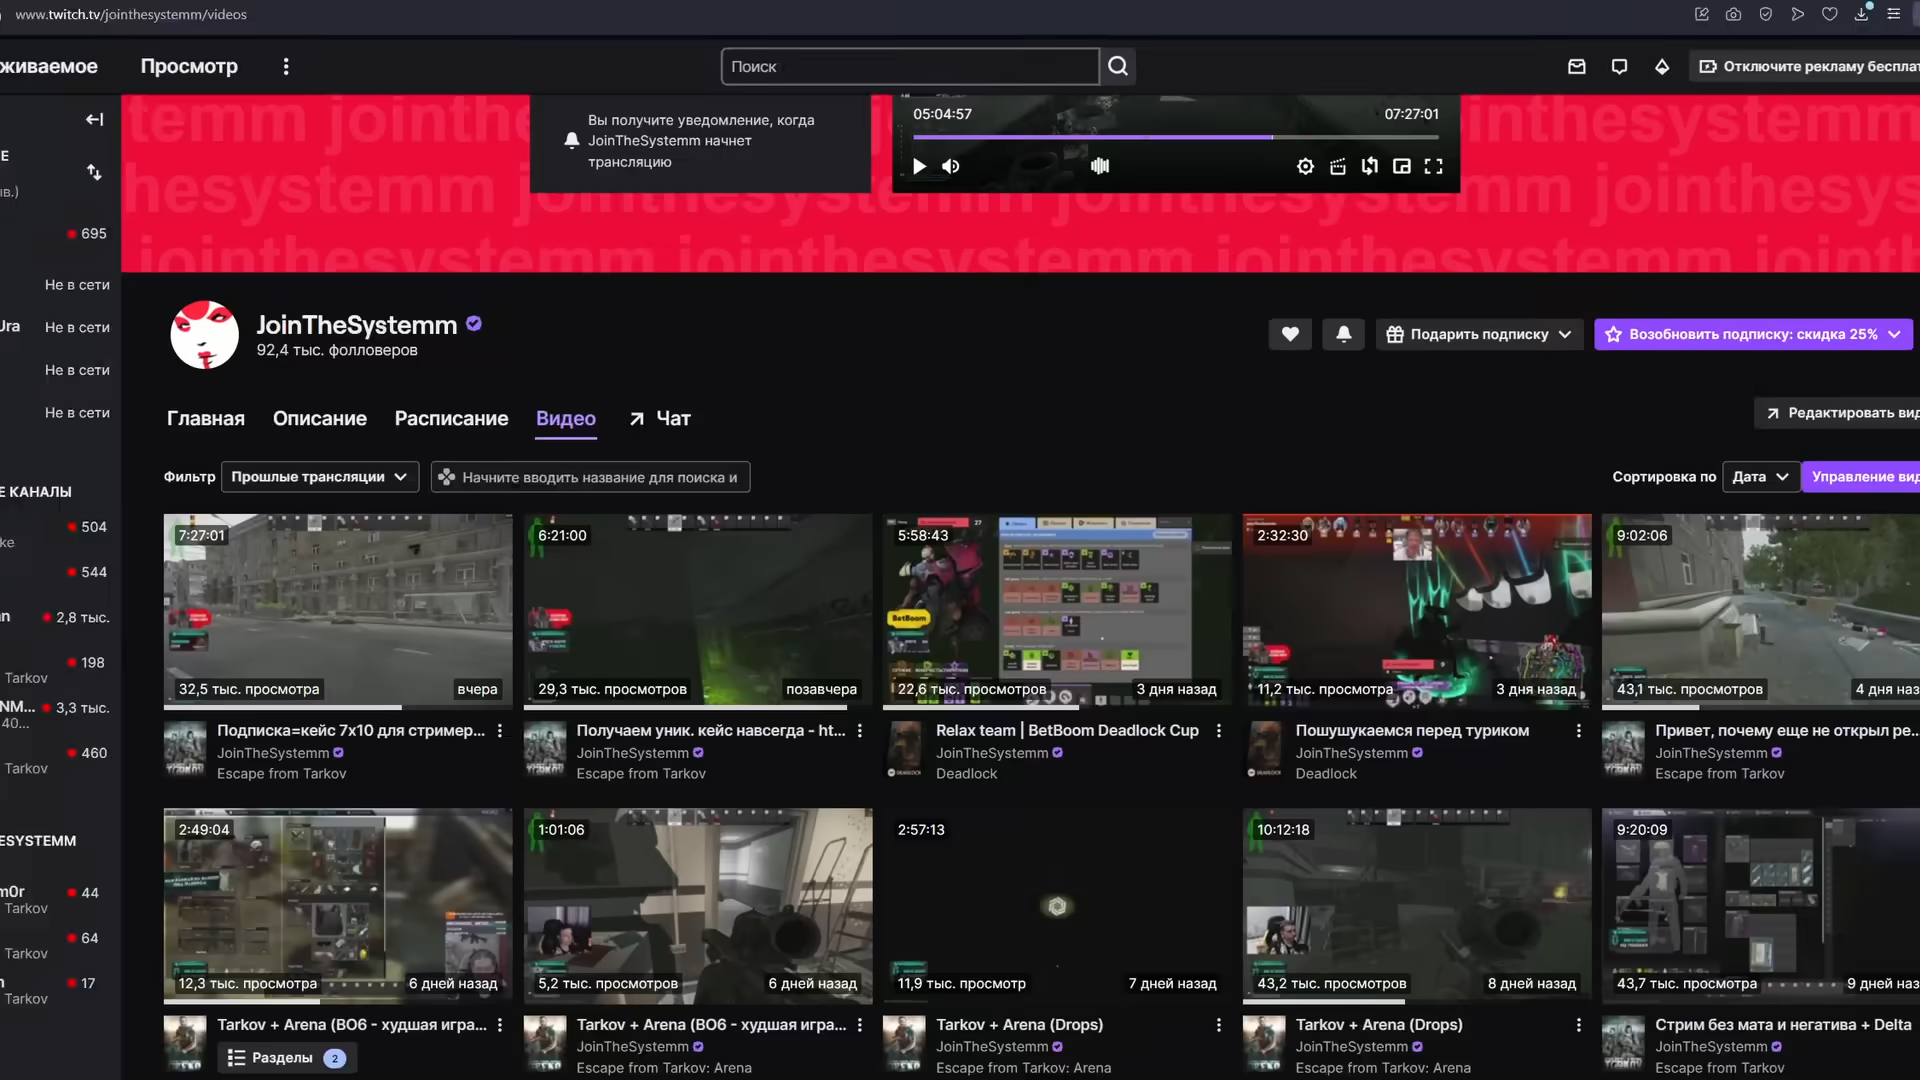 www.twitch.tv/jointhesystemm/videos
живаемое
Просмотр
Поиск
Отключите рекламу бесплат
Вы получите уведомление, когда
JoinTheSystemm начнет
трансляцию
05:04:57
07:27:01
JoinTheSystemm
92,4 тыс. фолловеров
Подарить подписку
Возобновить подписку: скидка 25%
Главная
Описание
Расписание
Видео
Чат
Редактировать вид
Фильтр
Прошлые трансляции
Начните вводить название для поиска и
Сортировка по
Дата
Управление вид
Е
ыв.)
695
Не в сети
Ura
Не в сети
Не в сети
Не в сети
Е КАНАЛЫ
504
ke
544
n
2,8 тыс.
198
Tarkov
NM...
3,3 тыс.
40...
460
Tarkov
ESYSTEMM
m0r
44
Tarkov
64
Tarkov
17
Tarkov
7:27:01
32,5 тыс. просмотра
вчера
Подписка=кейс 7х10 для стример...
JoinTheSystemm
Escape from Tarkov
6:21:00
29,3 тыс. просмотров
позавчера
Получаем уник. кейс навсегда - ht...
JoinTheSystemm
Escape from Tarkov
5:58:43
27
BetBoom
22,6 тыс. просмотров
3 дня назад
Relax team | BetBoom Deadlock Cup
JoinTheSystemm
Deadlock
2:32:30
11,2 тыс. просмотра
3 дня назад
Пошушукаемся перед туриком
JoinTheSystemm
Deadlock
9:02:06
43,1 тыс. просмотров
4 дня наз
Привет, почему еще не открыл ре...
JoinTheSystemm
Escape from Tarkov
2:49:04
12,3 тыс. просмотра
6 дней назад
Tarkov + Arena (BO6 - худшая игра...
Разделы
2
1:01:06
5,2 тыс. просмотров
6 дней назад
Tarkov + Arena (BO6 - худшая игра...
JoinTheSystemm
Escape from Tarkov: Arena
2:57:13
11,9 тыс. просмотр
7 дней назад
Tarkov + Arena (Drops)
JoinTheSystemm
Escape from Tarkov: Arena
10:12:18
43,2 тыс. просмотров
8 дней назад
Tarkov + Arena (Drops)
JoinTheSystemm
Escape from Tarkov: Arena
9:20:09
43,7 тыс. просмотра
9 дней наз
Стрим без мата и негатива + Delta
JoinTheSystemm
Escape from Tarkov